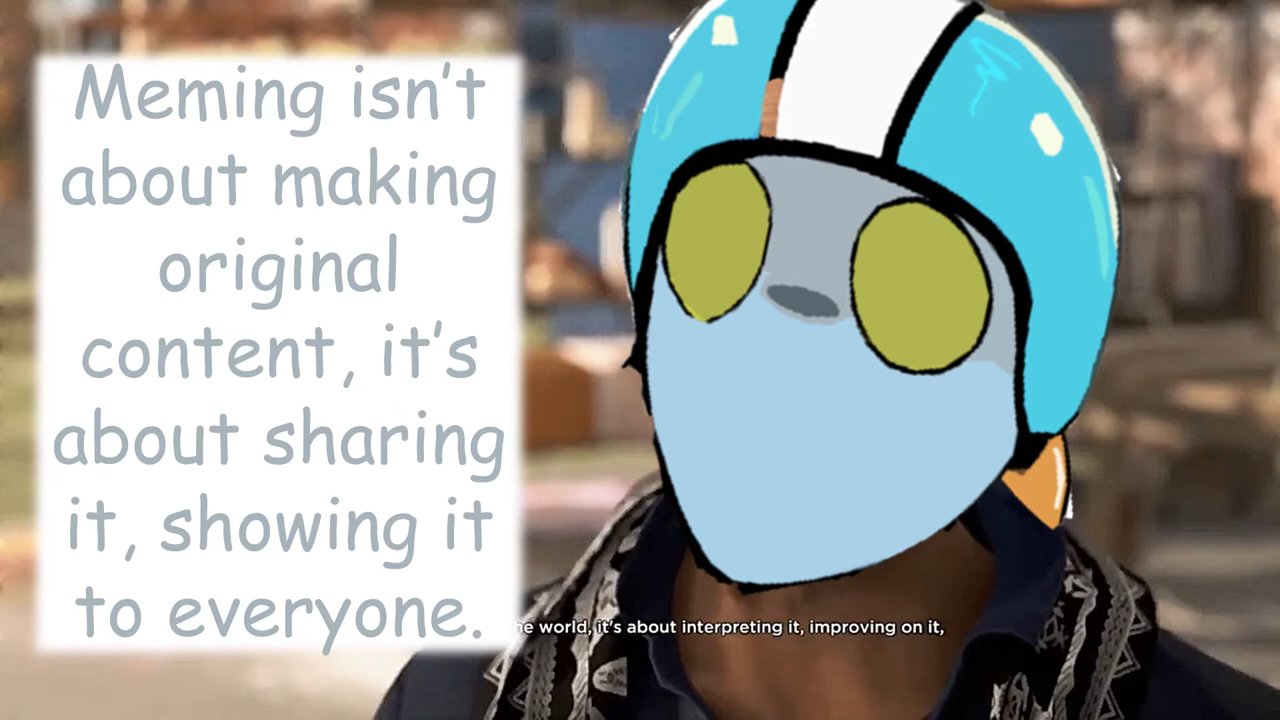 Meming isn't
about making
original
content, it's
about sharing
it, showing it
to everyone.
he world, it's about interpreting it, improving on it,